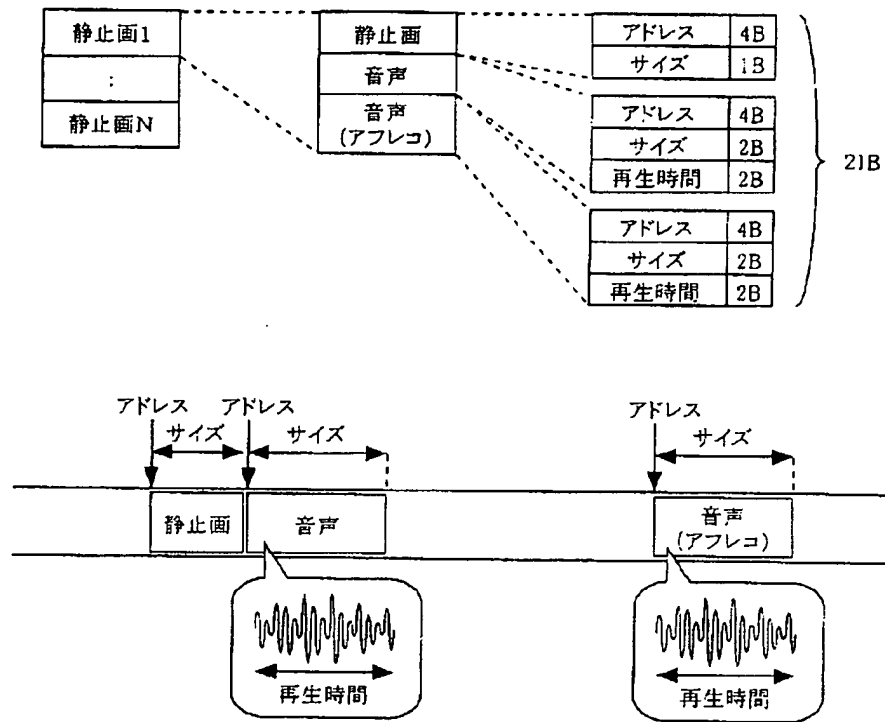 静止画1
:
静止画N
静止画
音声
音声
(アフレコ)
アドレス 4B
サイズ 1B
アドレス 4B
サイズ 2B
再生時間 2B
アドレス 4B
サイズ 2B
再生時間 2B
21B
アドレス アドレス アドレス
サイズ サイズ サイズ
静止画 音声 音声
(アフレコ)
再生時間 再生時間